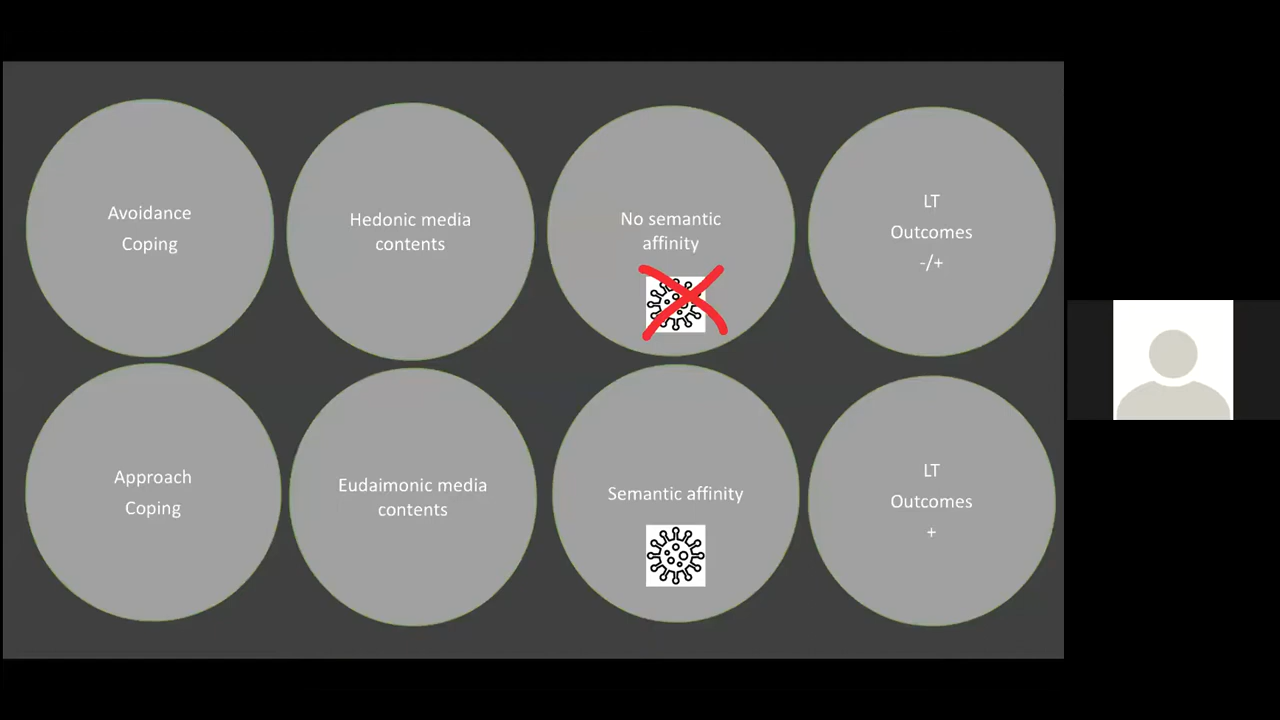 Avoidance
Coping
Hedonic media
contents
No semantic
affinity
LT
Outcomes
-/+
Approach
Coping
Eudaimonic media
contents
Semantic affinity
LT
Outcomes
+